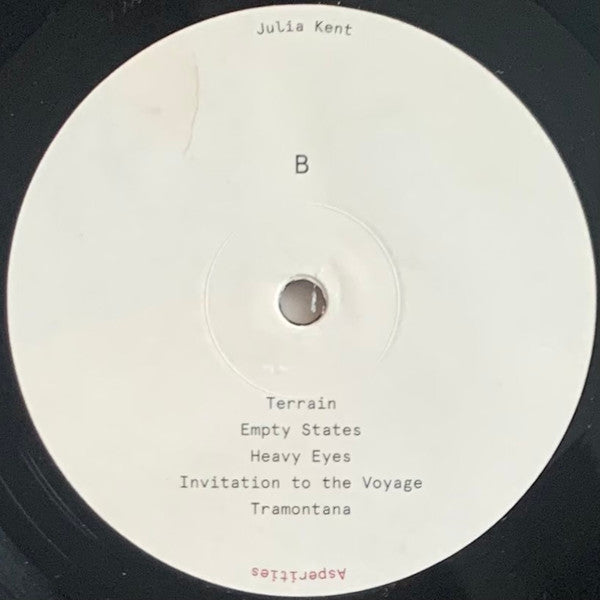 Julia Kent
B
Terrain
Empty States
Heavy Eyes
Invitation to the Voyage
Tramontana
Asperities